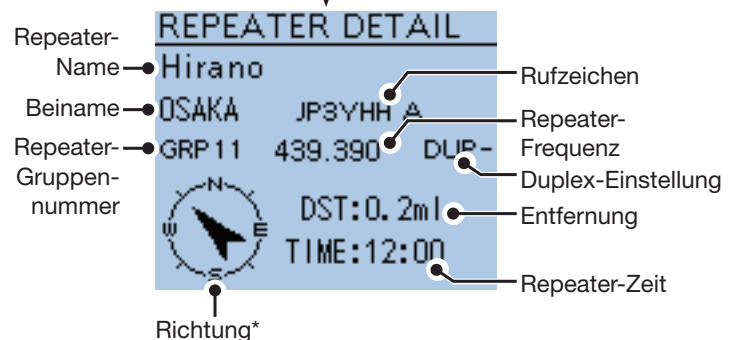 REPEATER DETAIL
Repeater-
Name
Hirano
Rufzeichen
Beiname
OSAKA JP3YHH A
Repeater-
Frequenz
Repeater-
Gruppen-
nummer
GRP11 439.390 DUP-
Duplex-Einstellung
N
W
E
S
DST:0.2ml
Entfernung
TIME:12:00
Repeater-Zeit
Richtung*